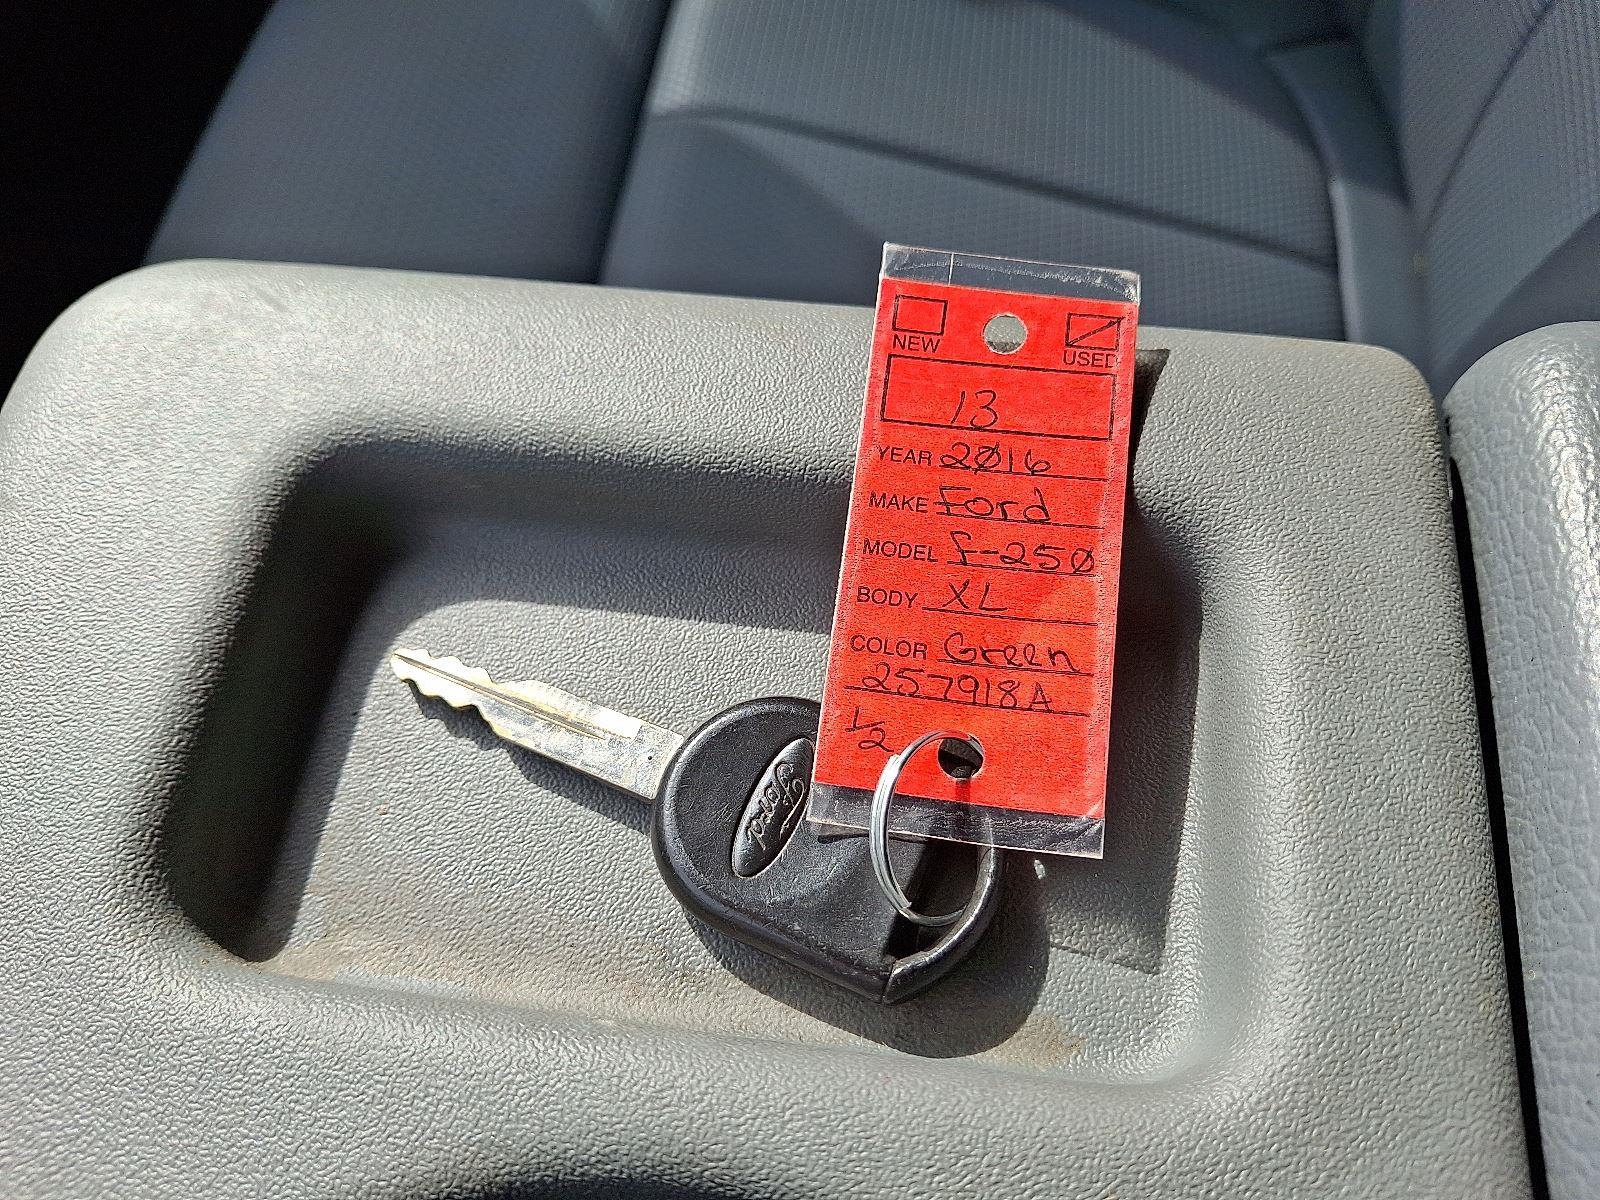 NEW USED
13
YEAR 2016
MAKE Ford
MODEL F-250
BODY XL
COLOR Green
257918A
1/2
Ford